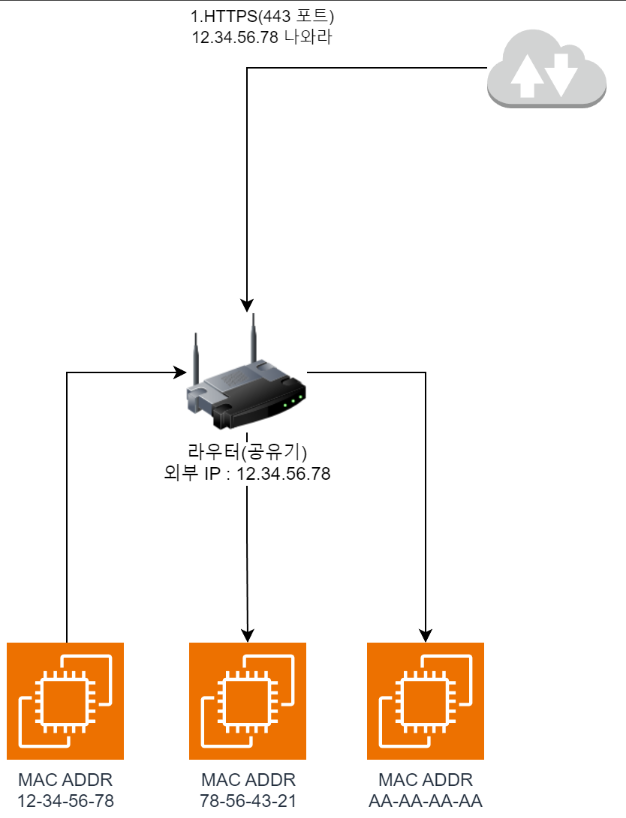 1.HTTPS(443 포트)
12.34.56.78 나와라
라우터(공유기)
외부 IP : 12.34.56.78
MAC ADDR
12-34-56-78
MAC ADDR
78-56-43-21
MAC ADDR
AA-AA-AA-AA